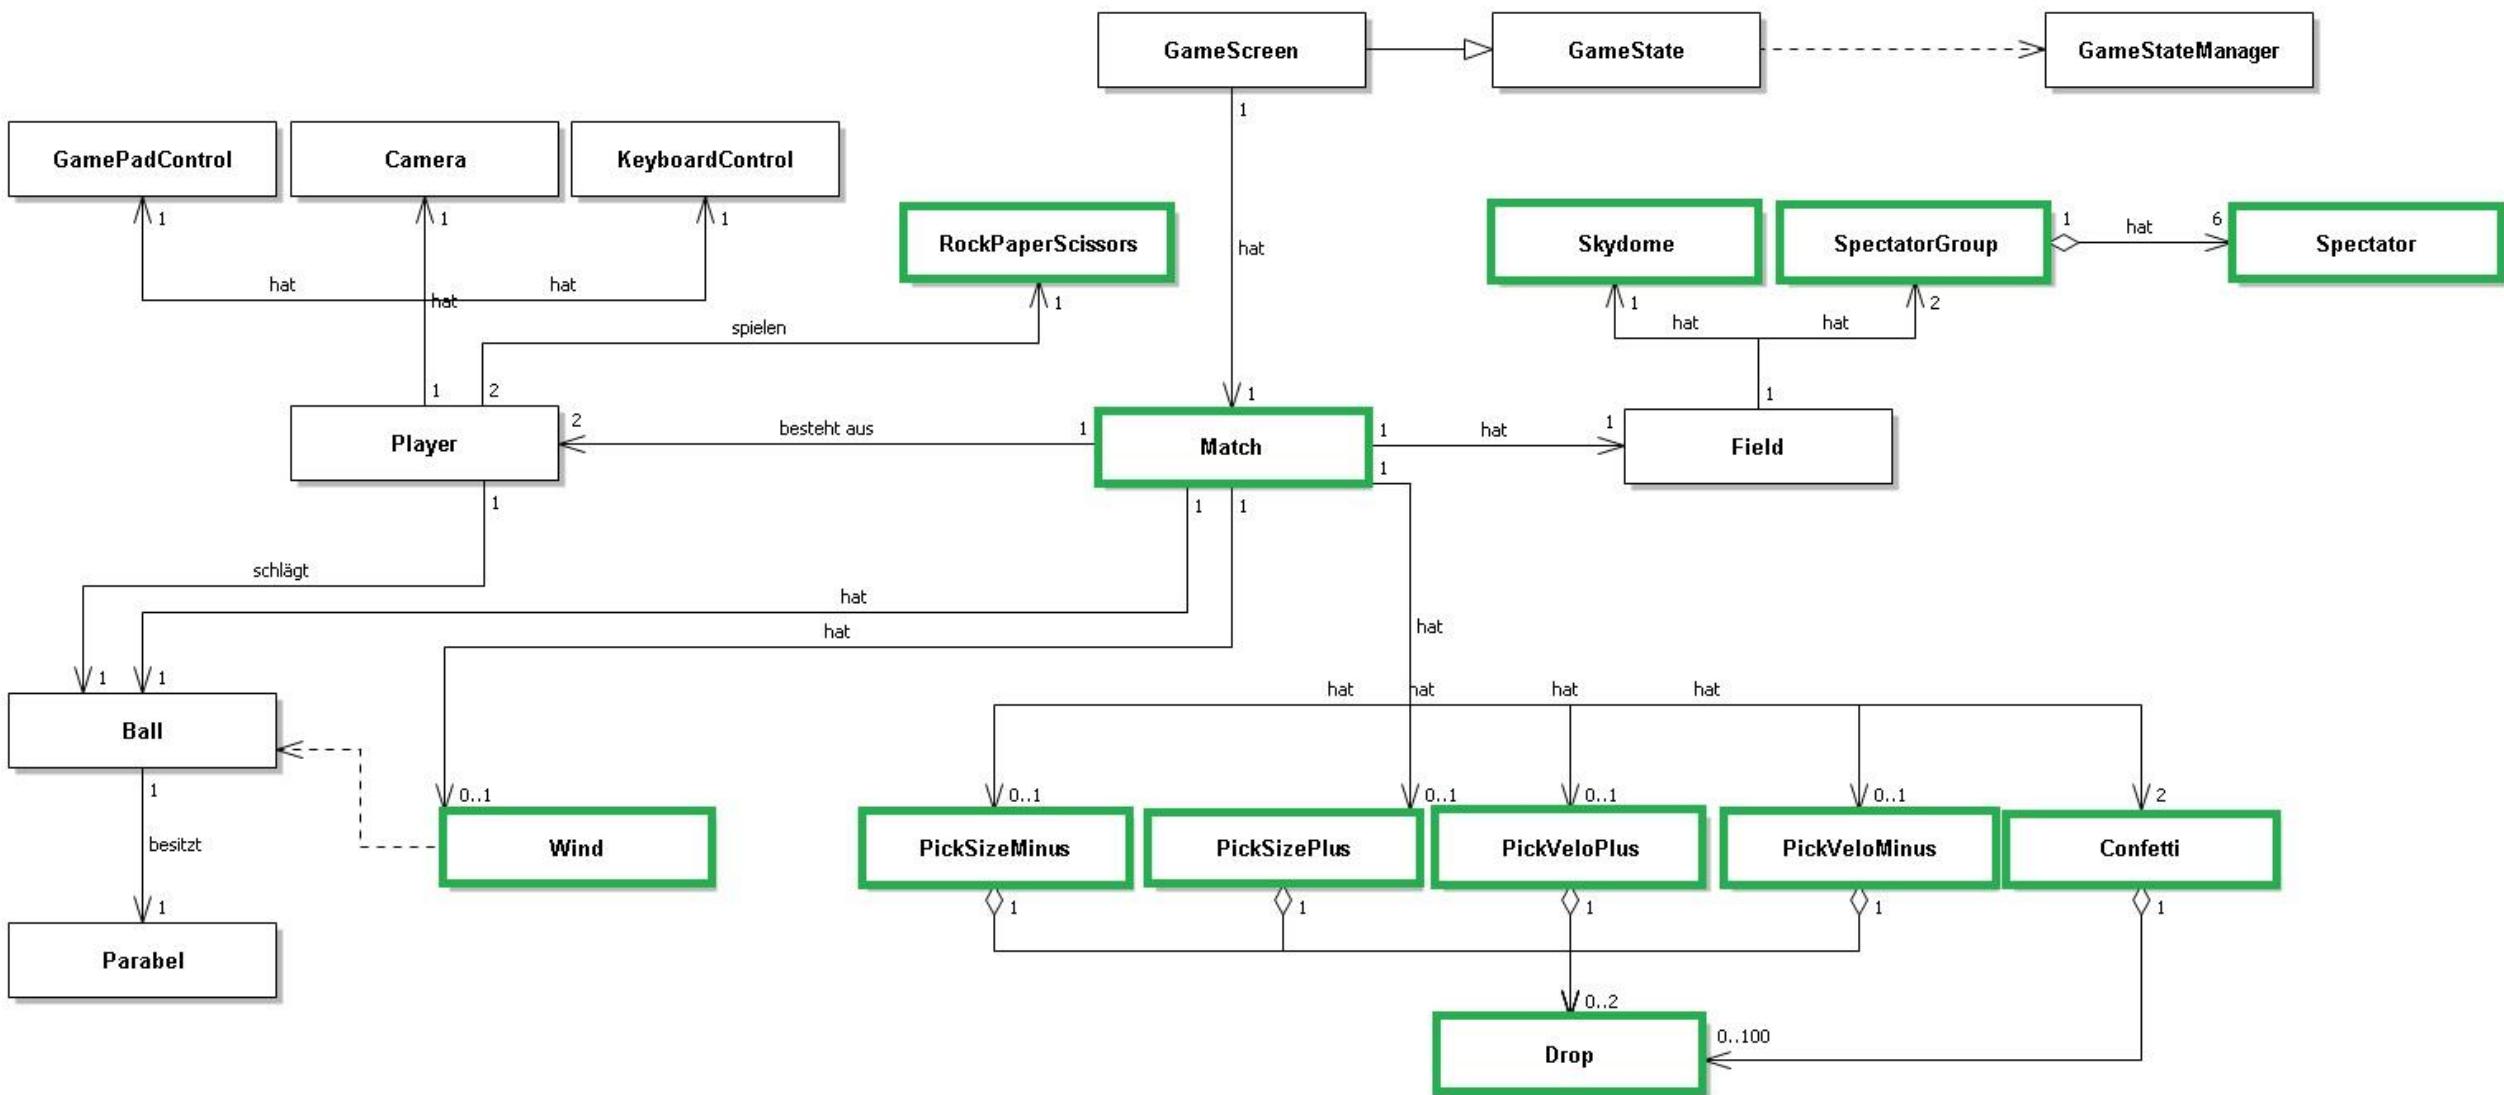 GameScreen
GameState
GameStateManager
1
GamePadControl
Camera
KeyboardControl
1
1
1
RockPaperScissors
Skydome
SpectatorGroup
1
hat
6
Spectator
hat
hat
hat
hat
1
1
2
spielen
hat
hat
1
2
1
1
Player
2
besteht aus
1
Match
1
hat
1
Field
1
1
1
1
schlägt
hat
hat
hat
1
1
hat
hat
hat
hat
Ball
1
0..1
0..1
0..1
0..1
0..1
2
besitzt
Wind
PickSizeMinus
PickSizePlus
PickVeloPlus
PickVeloMinus
Confetti
1
1
1
1
1
1
Parabel
0..2
0..100
Drop